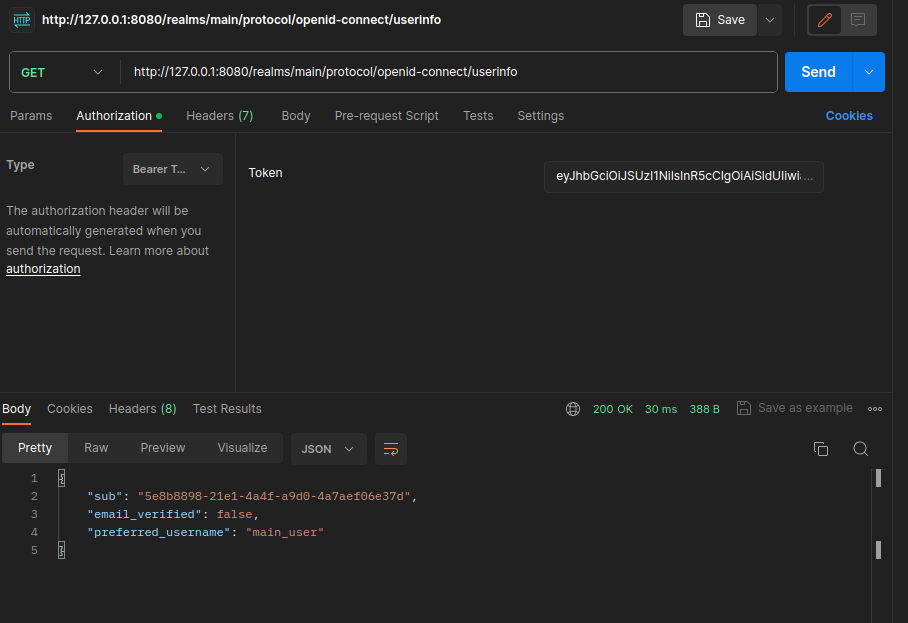 HTTP http://127.0.0.1:8080/realms/main/protocol/openid-connect/userinfo Save
GET http://127.0.0.1:8080/realms/main/protocol/openid-connect/userinfo Send
Params Authorization Headers (7) Body Pre-request Script Tests Settings Cookies
Type Bearer T... Token eyJhbGciOiJSUzI1NiIsInR5cCIgOiAiSldUIiwia...
The authorization header will be
automatically generated when you
send the request. Learn more about
authorization
Body Cookies Headers (8) Test Results 200 OK 30 ms 388 B Save as example
Pretty Raw Preview Visualize JSON
1 {
2 "sub": "5e8b8898-21e1-4a4f-a9d0-4a7aef06e37d",
3 "email_verified": false,
4 "preferred_username": "main_user"
5 }